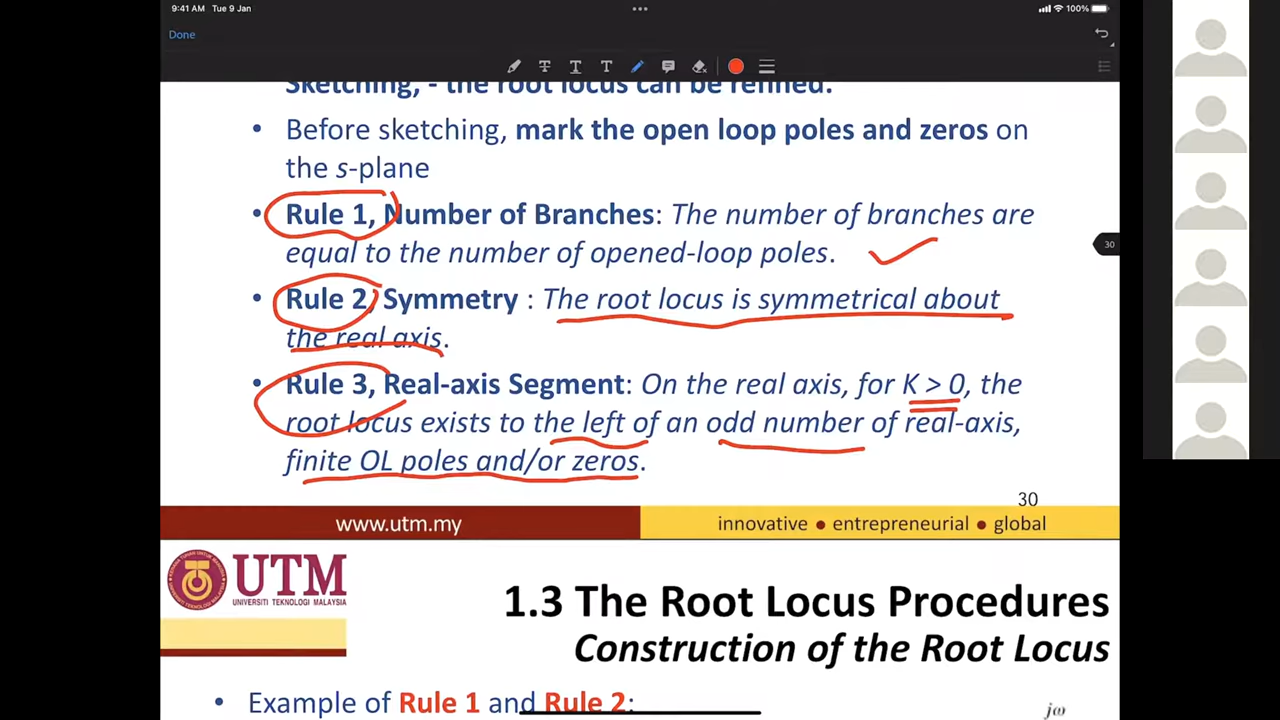 9:41 AM Tue 9 Jan
100%
Done
Sketching, - the root locus can be refined.
• Before sketching, mark the open loop poles and zeros on
the s-plane
• Rule 1, Number of Branches: The number of branches are
equal to the number of opened-loop poles.
30
• Rule 2, Symmetry : The root locus is symmetrical about
the real axis.
• Rule 3, Real-axis Segment: On the real axis, for K > 0, the
root locus exists to the left of an odd number of real-axis,
finite OL poles and/or zeros.
30
www.utm.my
innovative ● entrepreneurial ● global
UTM
UNIVERSITI TEKNOLOGI MALAYSIA
1.3 The Root Locus Procedures
Construction of the Root Locus
• Example of Rule 1 and Rule 2:
jω